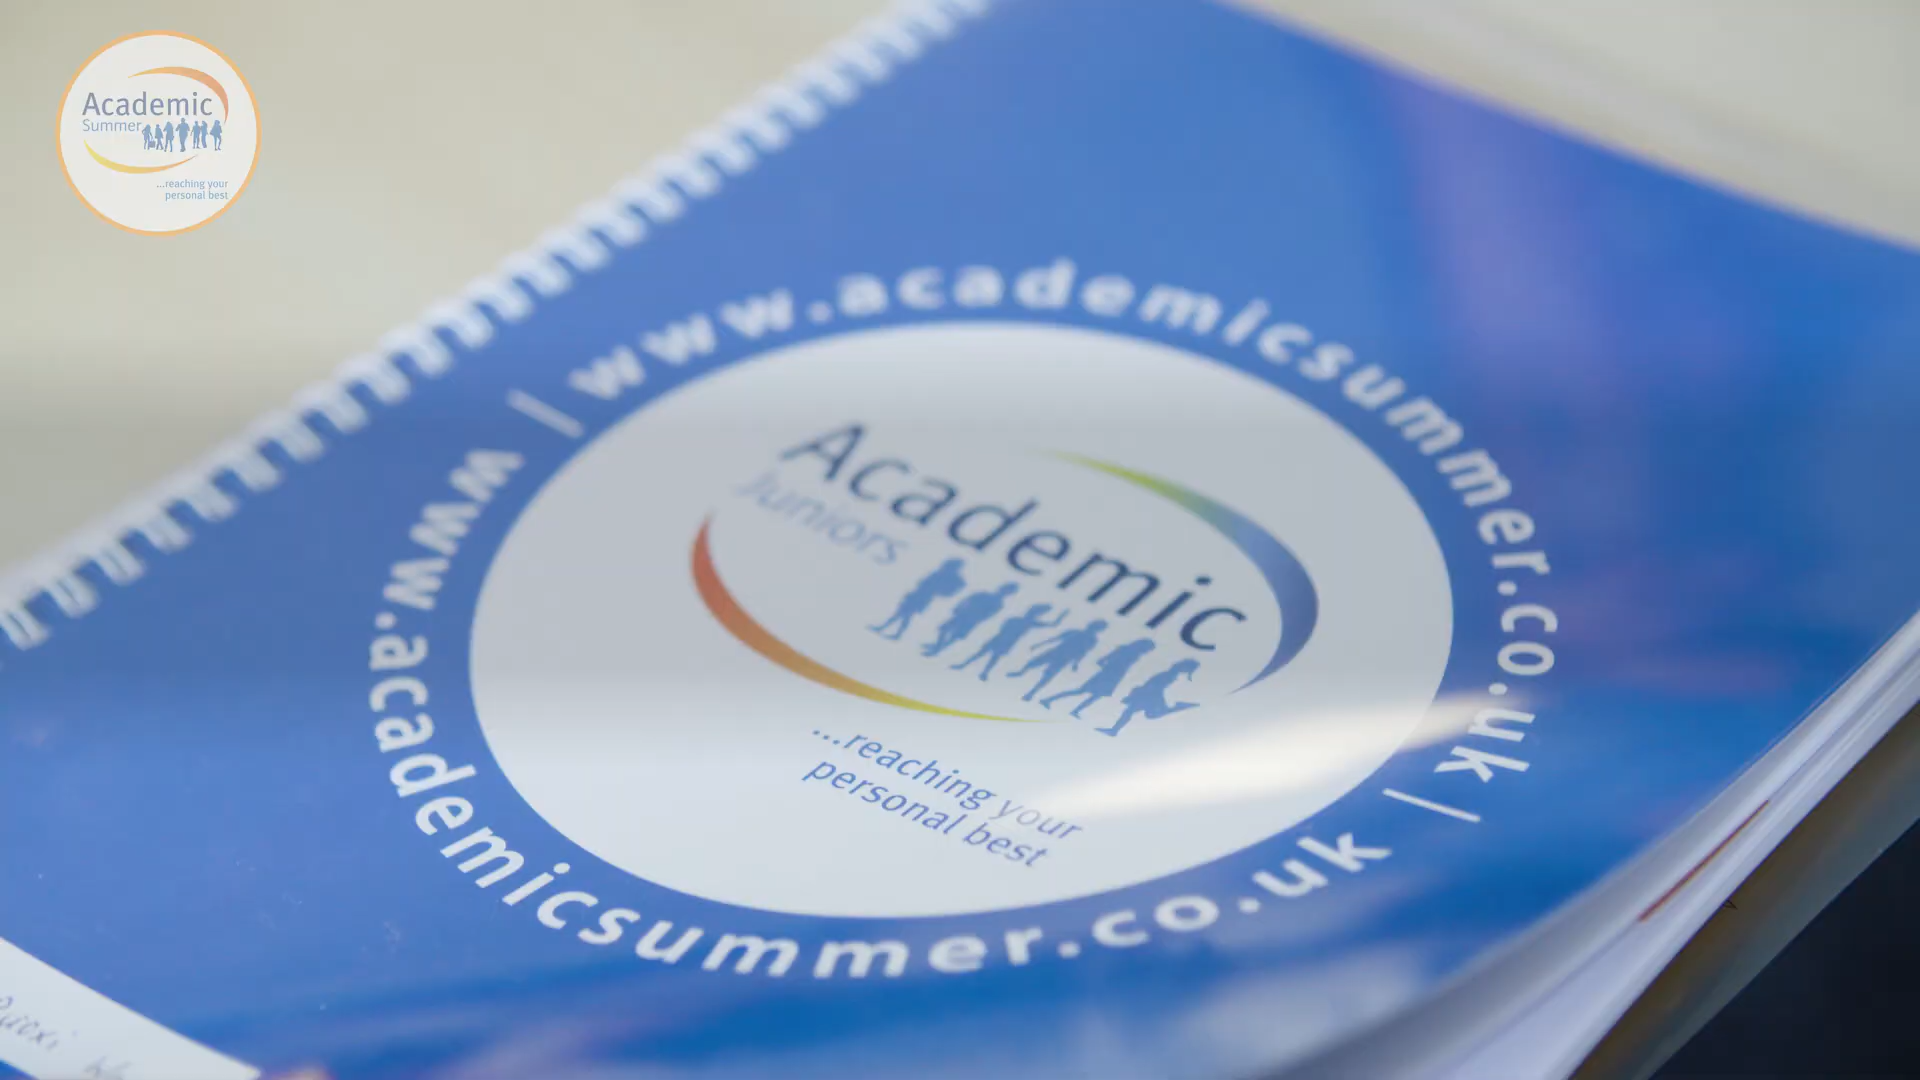 Academic
Summer
...reaching your
personal best
www.academicsummer.co.uk |
www.academicsummer.co.uk |
Academic
Juniors
...reaching your
personal best